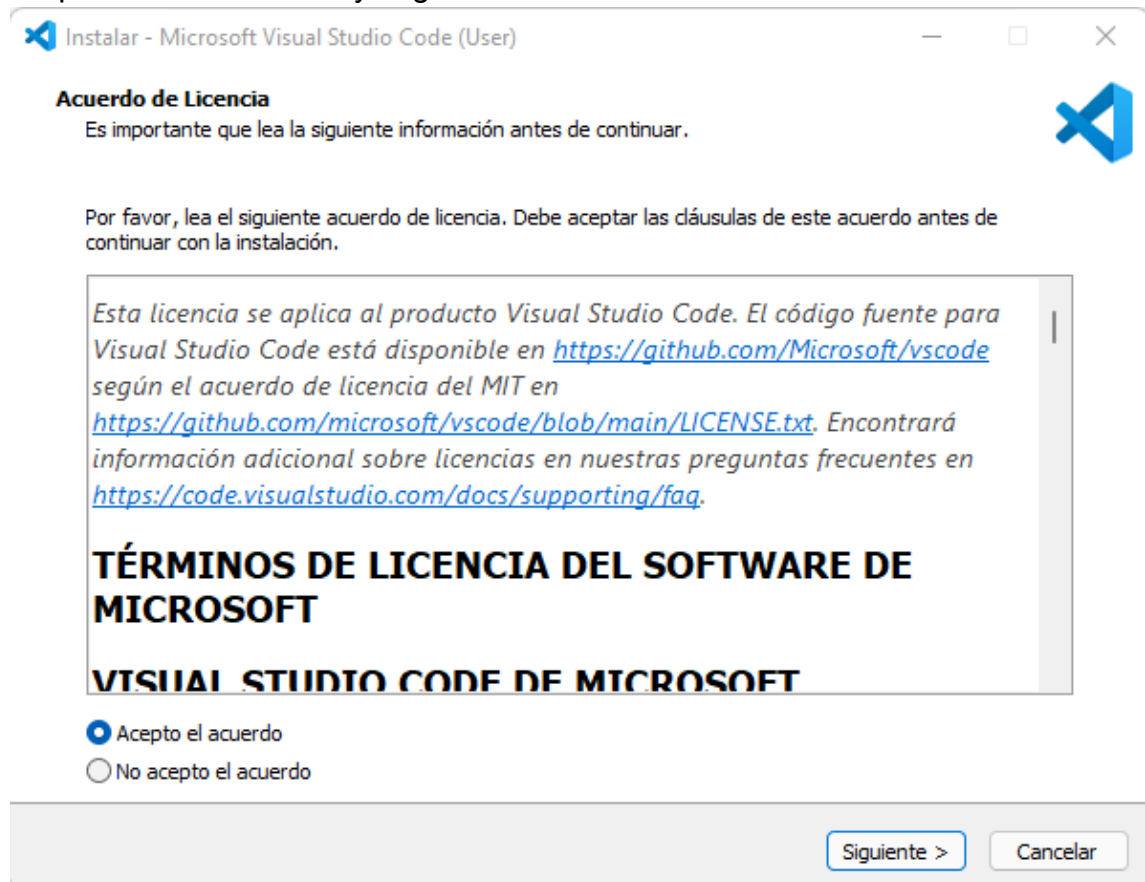 Instalar - Microsoft Visual Studio Code (User)
Acuerdo de Licencia
Es importante que lea la siguiente información antes de continuar.
Por favor, lea el siguiente acuerdo de licencia. Debe aceptar las cláusulas de este acuerdo antes de
continuar con la instalación.
Esta licencia se aplica al producto Visual Studio Code. El código fuente para
Visual Studio Code está disponible en https://github.com/Microsoft/vscode
según el acuerdo de licencia del MIT en
https://github.com/microsoft/vscode/blob/main/LICENSE.txt. Encontrará
información adicional sobre licencias en nuestras preguntas frecuentes en
https://code.visualstudio.com/docs/supporting/faq.
TÉRMINOS DE LICENCIA DEL SOFTWARE DE
MICROSOFT
VISUAL STUDIO CODE DE MICROSOFT
Acepto el acuerdo
No acepto el acuerdo
Siguiente >
Cancelar